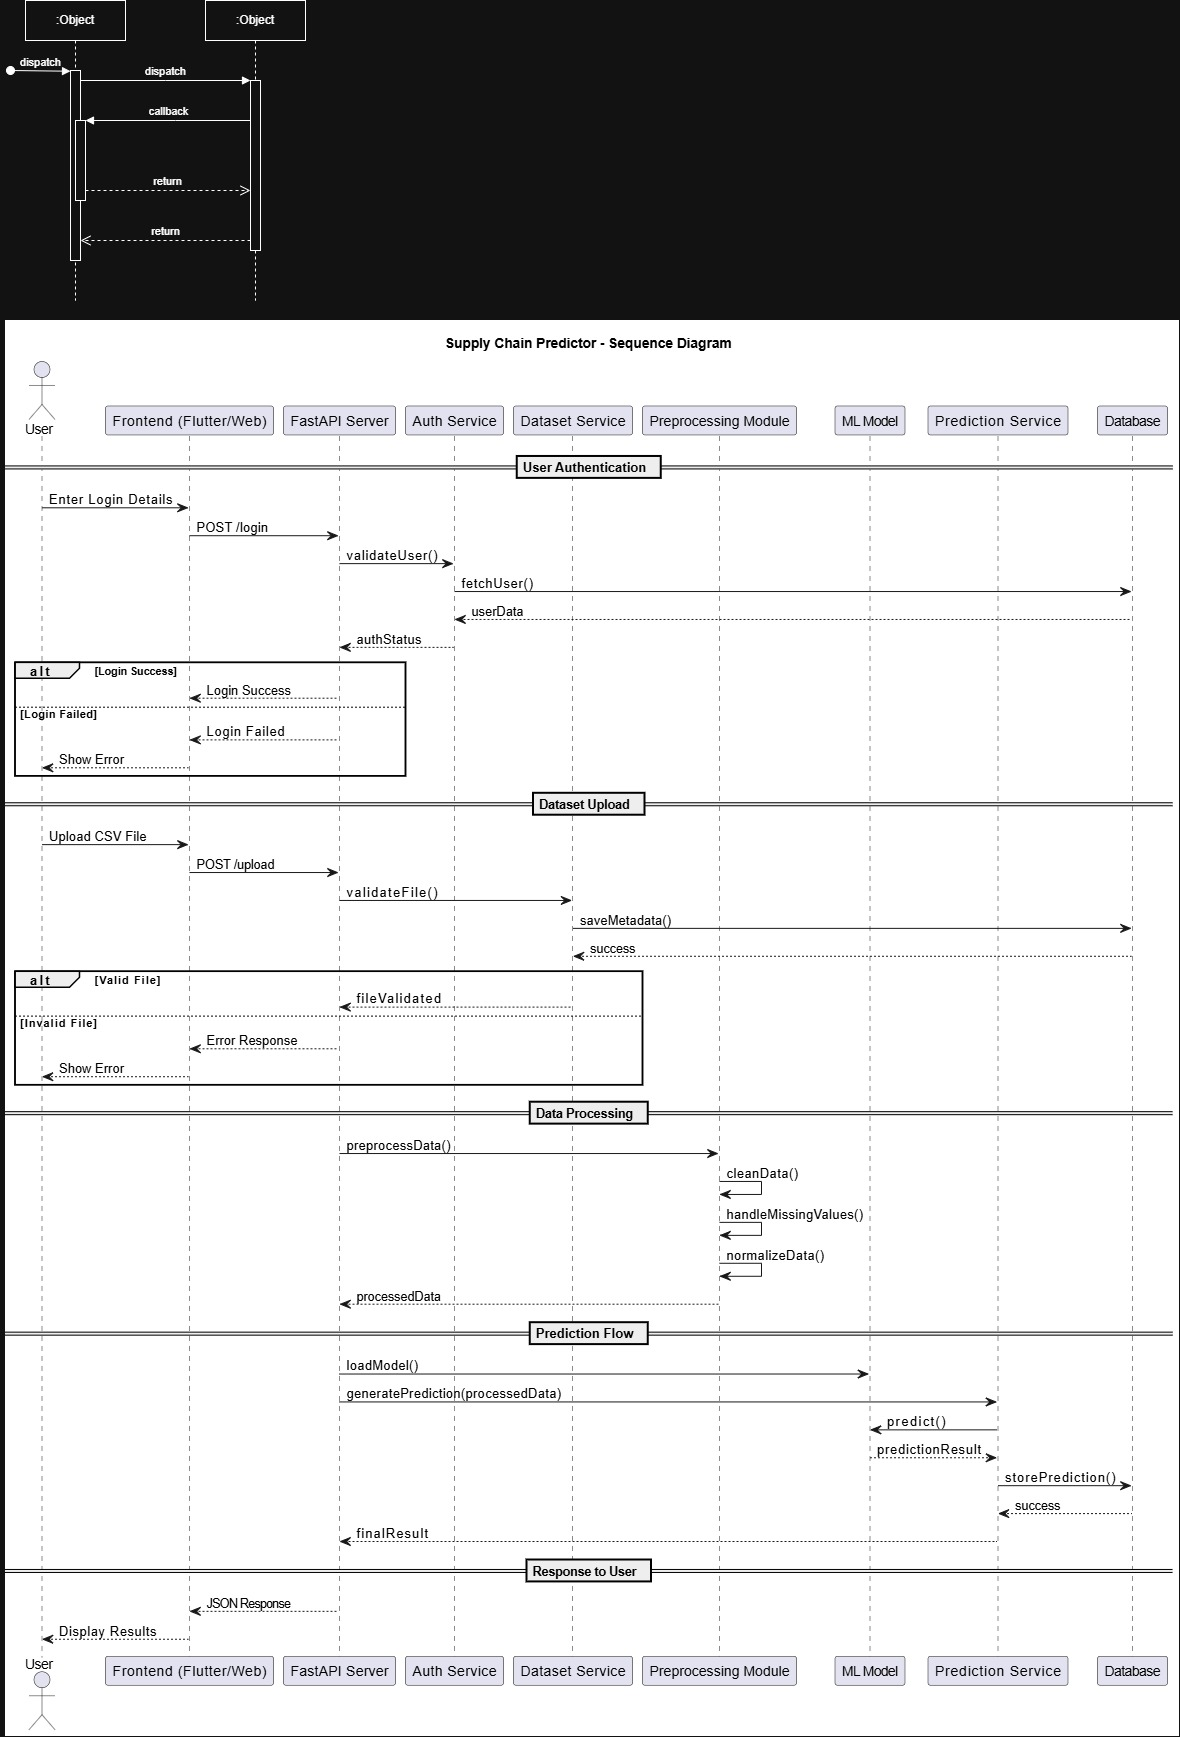 :Object :Object
dispatch
dispatch
callback
return
return
Supply Chain Predictor - Sequence Diagram
User
Frontend (Flutter/Web) FastAPI Server Auth Service Dataset Service Preprocessing Module ML Model Prediction Service Database
User Authentication
Enter Login Details
POST /login
validateUser()
fetchUser()
userData
authStatus
alt [Login Success]
Login Success
[Login Failed]
Login Failed
Show Error
Dataset Upload
Upload CSV File
POST /upload
validateFile()
saveMetadata()
success
alt [Valid File]
fileValidated
[Invalid File]
Error Response
Show Error
Data Processing
preprocessData()
cleanData()
handleMissingValues()
normalizeData()
processedData
Prediction Flow
loadModel()
generatePrediction(processedData)
predict()
predictionResult
storePrediction()
success
finalResult
Response to User
JSON Response
Display Results
User
Frontend (Flutter/Web) FastAPI Server Auth Service Dataset Service Preprocessing Module ML Model Prediction Service Database